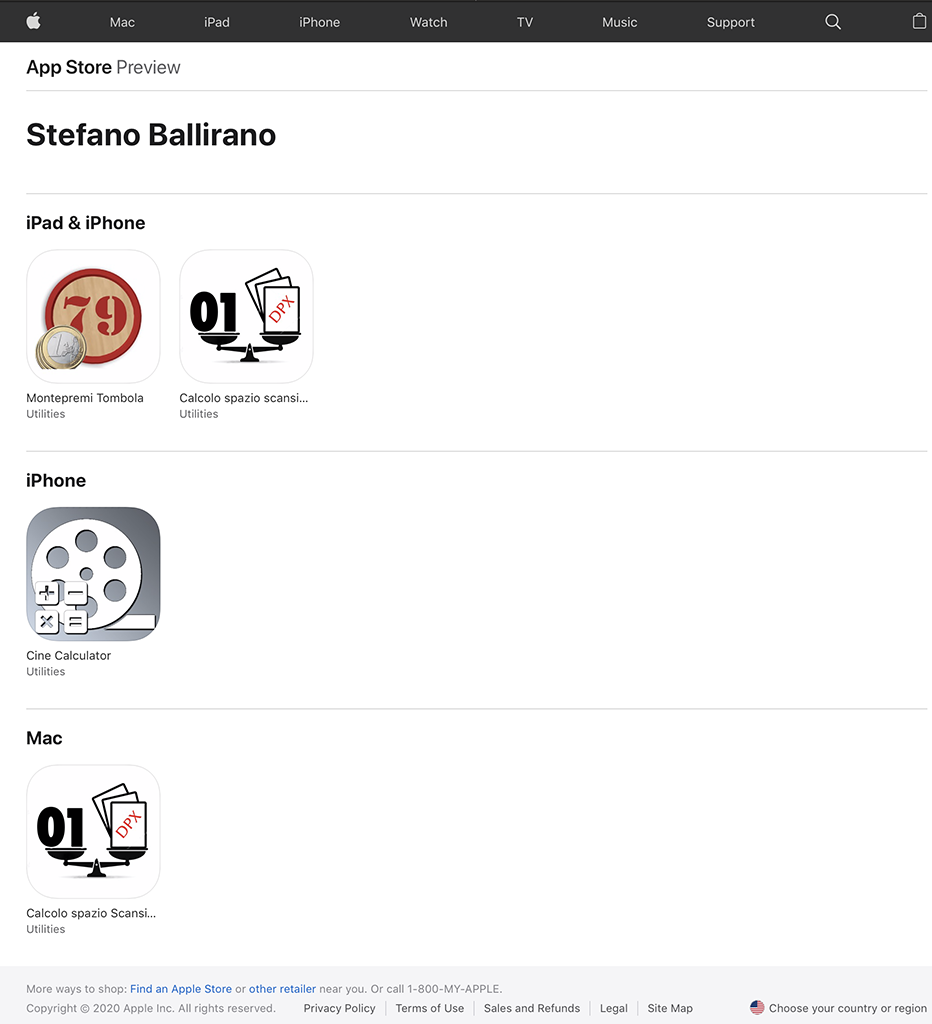 Mac iPad iPhone Watch TV Music Support
App Store Preview
Stefano Ballirano
iPad & iPhone
79
01 DPX
Montepremi Tombola
Calcolo spazio scansi...
Utilities
Utilities
iPhone
Cine Calculator
Utilities
Mac
01 DPX
Calcolo spazio Scansi...
Utilities
More ways to shop: Find an Apple Store or other retailer near you. Or call 1-800-MY-APPLE.
Copyright © 2020 Apple Inc. All rights reserved. Privacy Policy Terms of Use Sales and Refunds Legal Site Map Choose your country or region